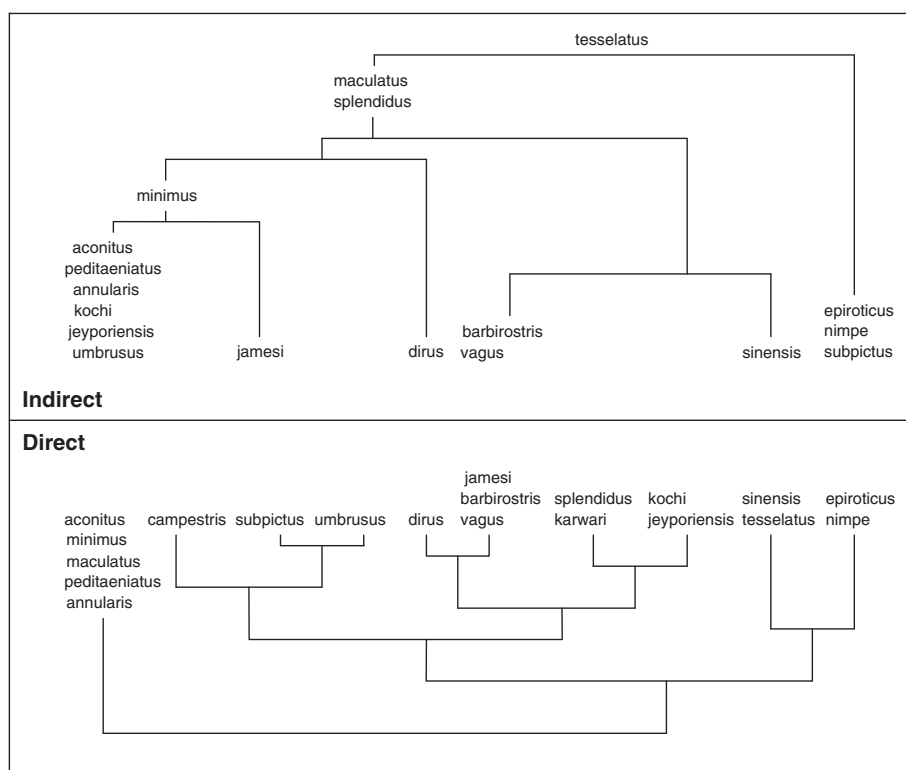 tesselatus
maculatus
splendidus
minimus
aconitus
peditaeniatus
annularis
kochi
jeyporiensis
umbrusus
jamesi
dirus
barbirostris
vagus
sinensis
epiroticus
nimpe
subpictus
Indirect
Direct
aconitus
minimus
maculatus
peditaeniatus
annularis
campestris
subpictus
umbrusus
dirus
jamesi
barbirostris
vagus
splendidus
karwari
kochi
jeyporiensis
sinensis
tesselatus
epiroticus
nimpe